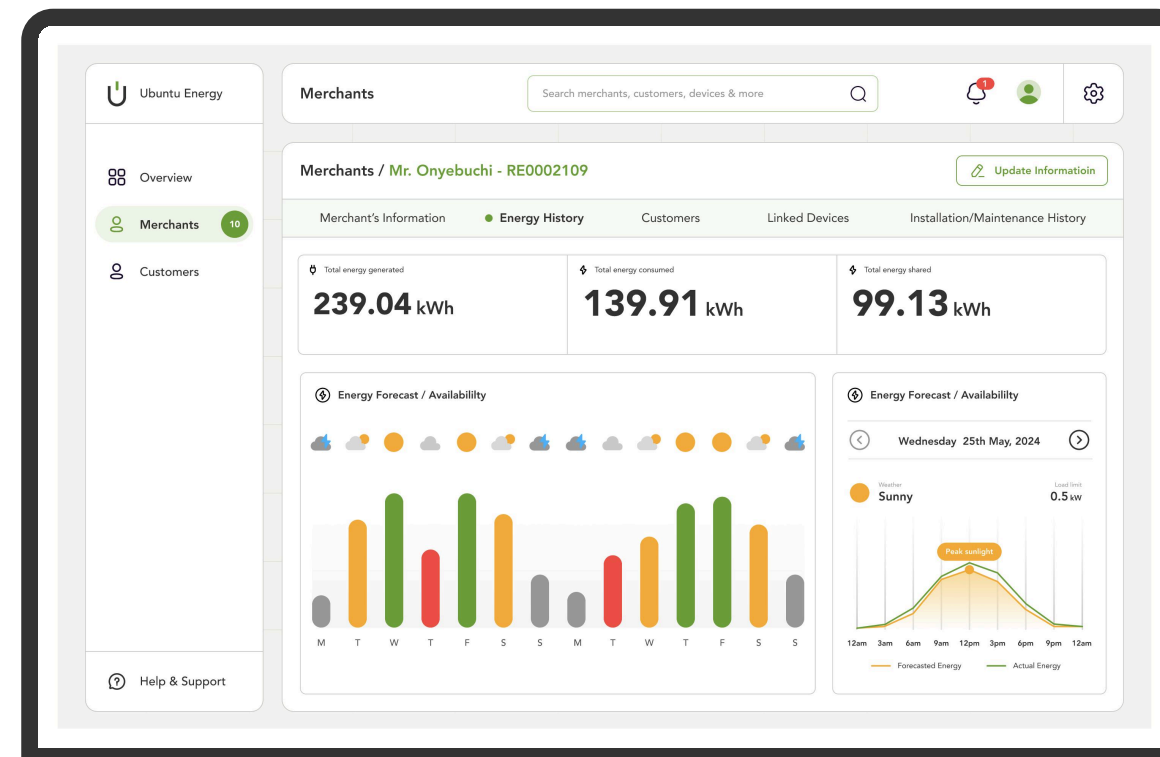 Ubuntu Energy
Merchants
Search merchants, customers, devices & more
1
Overview
Merchants 10
Customers
Help & Support
Merchants / Mr. Onyebuchi - RE0002109
Update Informatioin
Merchant's Information Energy History Customers Linked Devices Installation/Maintenance History
Total energy generated
239.04 kWh
Total energy consumed
139.91 kWh
Total energy shared
99.13 kWh
Energy Forecast / Availabililty
M T W T F S S M T W T F S S
Energy Forecast / Availabililty
Wednesday 25th May, 2024
Weather
Sunny
Load limit
0.5 kW
Peak sunlight
12am 3am 6am 9am 12pm 3pm 6pm 9pm 12am
Forecasted Energy Actual Energy